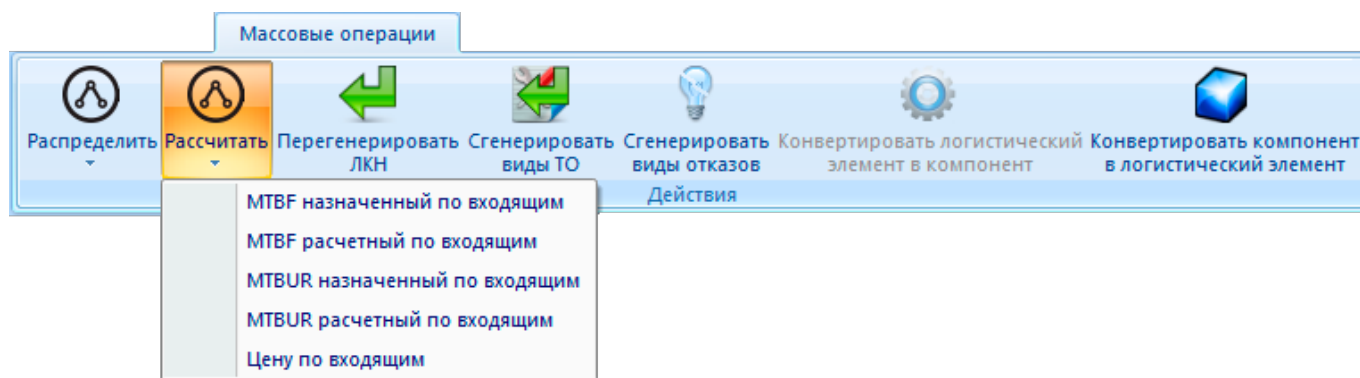 Массовые операции
Распределить
Рассчитать
Перегенерировать
ЛКН
Сгенерировать
виды ТО
Сгенерировать
виды отказов
Конвертировать логистический
элемент в компонент
Конвертировать компонент
в логистический элемент
Действия
MTBF назначенный по входящим
MTBF расчетный по входящим
MTBUR назначенный по входящим
MTBUR расчетный по входящим
Цену по входящим